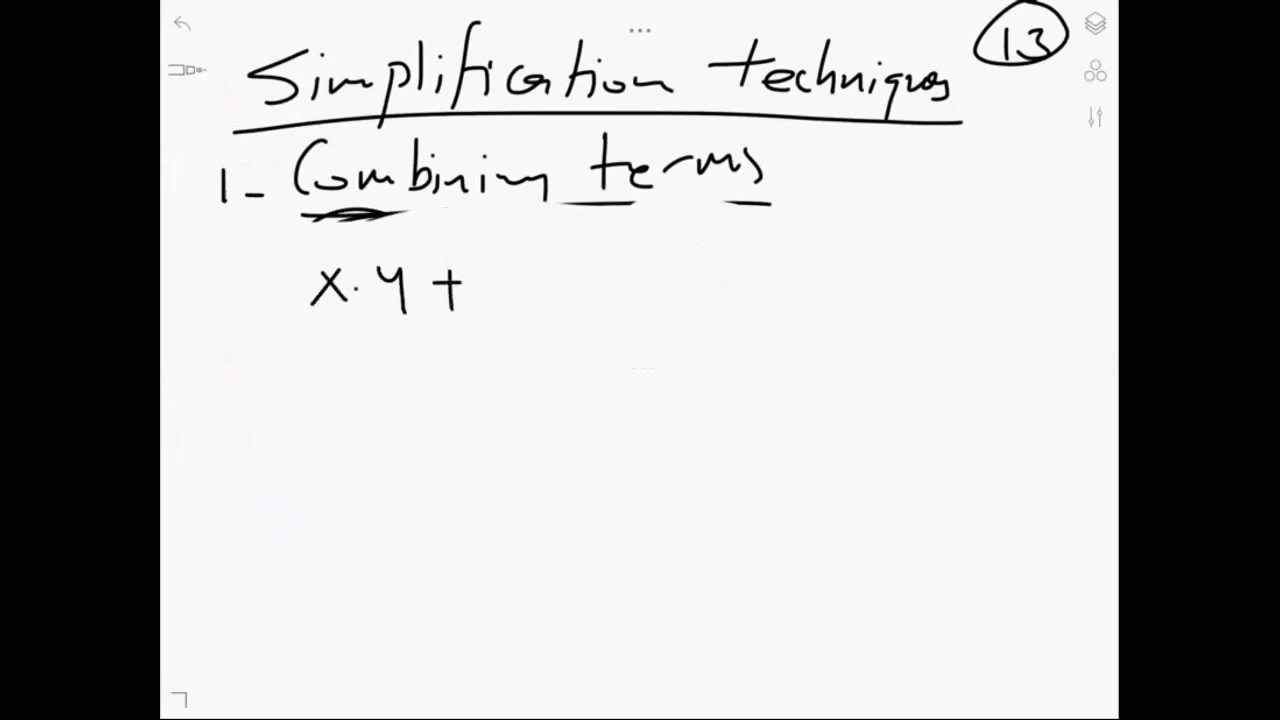 Simplification techniques 13
1- Combining terms
X. Y +